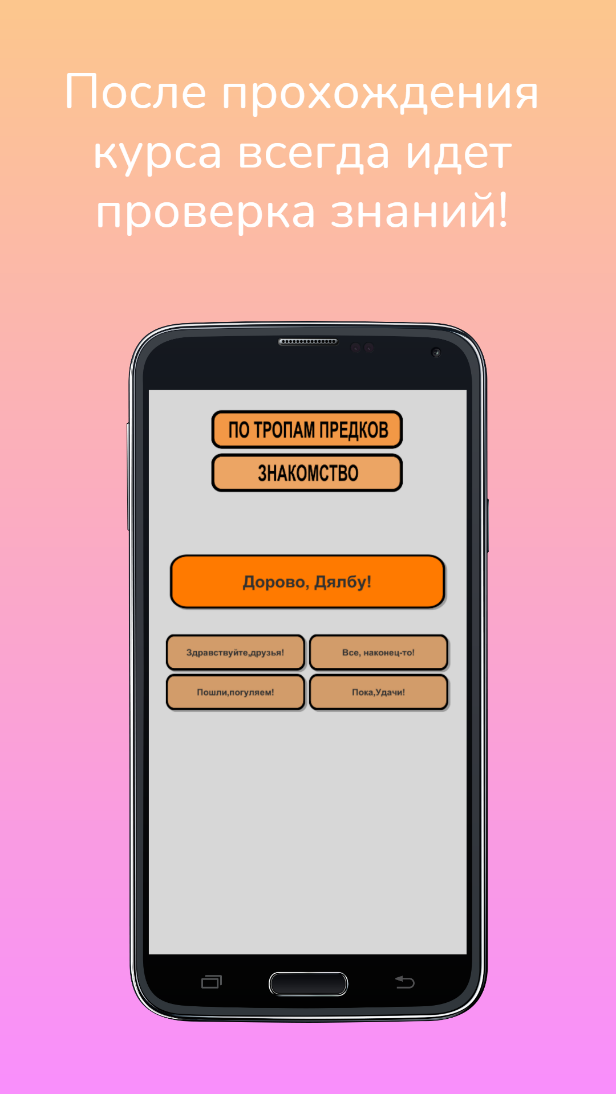 После прохождения
курса всегда идет
проверка знаний!
ПО ТРОПАМ ПРЕДКОВ
ЗНАКОМСТВО
Дорово, Дялбу!
Здравствуйте,друзья!
Все, наконец-то!
Пошли,погуляем!
Пока,Удачи!